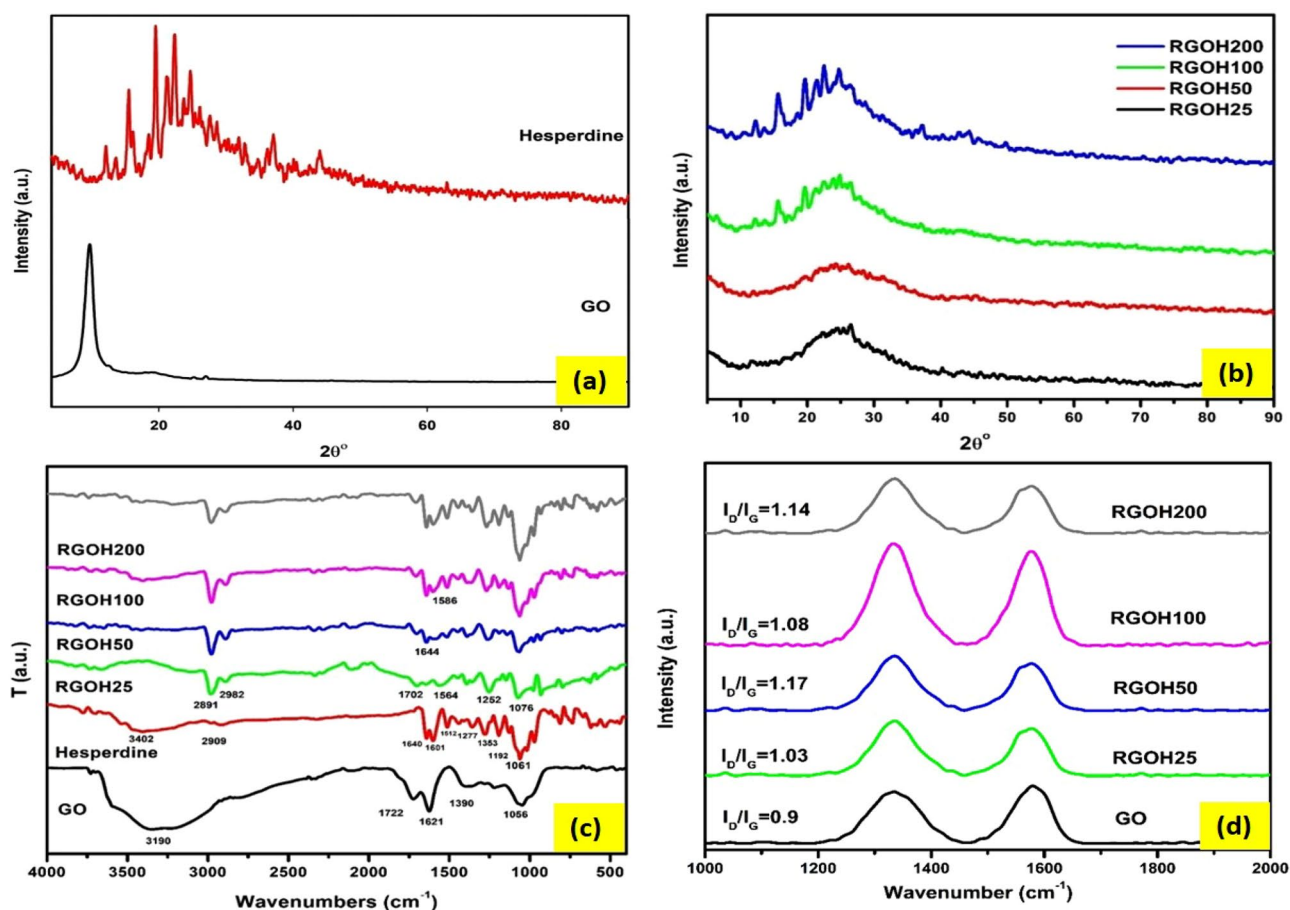 Hesperdine
GO
Intensity (a.u.)
20
40
60
80
2θ°
(a)
RGOH200
RGOH100
RGOH50
RGOH25
Intensity (a.u.)
10
20
30
40
50
60
70
80
90
2θ°
(b)
RGOH200
RGOH100
1586
RGOH50
1644
RGOH25
2891
2982
1702
1564
1252
1076
Hesperdine
3402
2909
1640
1601
1512
1277
1353
1192
1061
GO
3190
1722
1621
1390
1056
T (a.u.)
4000
3500
3000
2500
2000
1500
1000
500
Wavenumbers (cm-1)
(c)
ID/IG=1.14
RGOH200
ID/IG=1.08
RGOH100
ID/IG=1.17
RGOH50
ID/IG=1.03
RGOH25
ID/IG=0.9
GO
Intensity (a.u.)
1000
1200
1400
1600
1800
2000
Wavenumber (cm-1)
(d)